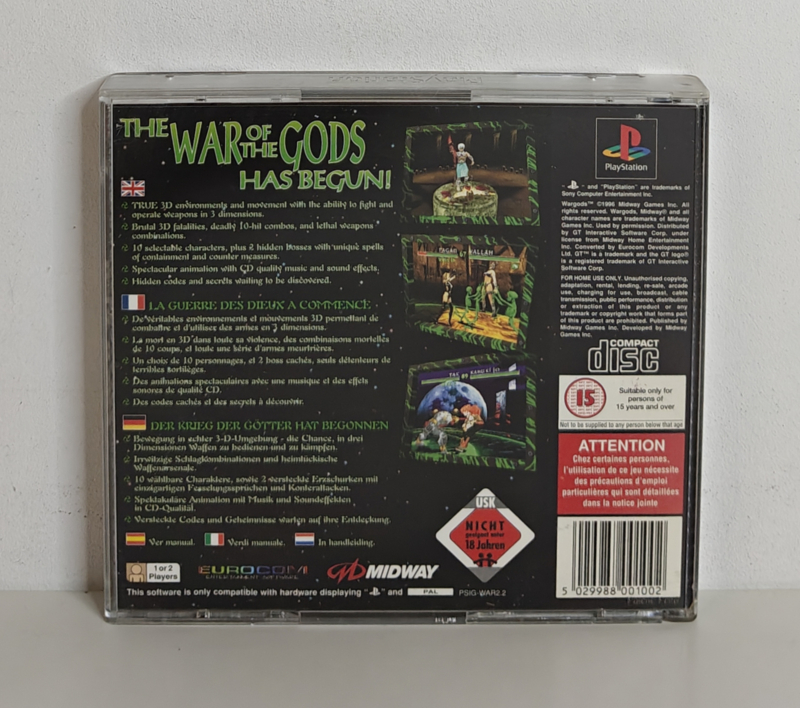 THE WAR OF THE GODS
HAS BEGUN!
TRUE 3D environments and movement with the ability to fight and
operate weapons in 3 dimensions.
Brutal 3D fatalities, deadly 10-hit combos, and lethal weapons
combinations.
10 selectable characters, plus 2 hidden bosses with unique spells
of containment and counter measures.
Spectacular animation with CD quality music and sound effects.
Hidden codes and secrets waiting to be discovered.
LA GUERRE DES DIEUX A COMMENCE
De véritables environnements et mouvements 3D permettant de
combattre et d'utilises des armes en 3 dimensions.
La mort en 3D dans toute sa violence, des combinaisons mortelles
de 10 coups, et toute une série d'armes meurtrières.
Un choix de 10 personnages, et 2 boss cachés, seuls détenteurs de
terribles sortilèges.
Des animations spectaculaires avec une musique et des effets
sonores de qualité CD.
Des codes cachés et des secrets à découvrir.
DER KRIEG DER GÖTTER HAT BEGONNEN
Bewegung in echter 3-D-Umgebung - die Chance, in drei
Dimensionen Waffen zu bedienen und zu kämpfen.
Irrwitzige Schlagkombinationen und heimtückische
Waffenarsenale.
10 wählbare Charaktere, sowie 2 versteckte Erzschurken mit
einzigartigen Fesselungssprüchen und Konterattacken.
Spektakuläre Animation mit Musik und Soundeffekten
in CD-Qualität.
Versteckte Codes und Geheimnisse warten auf ihre Entdeckung.
Ver manual. Verdi manuale. In handleiding.
1 or 2
Players
EUROCOM
ENTERTAINMENT SOFTWARE
MIDWAY
USK
NICHT
geeignet unter
18 Jahren
This software is only compatible with hardware displaying " " and PAL PSIG-WAR2.2
PAGAN BY VALLAH
PlayStation
" " and "PlayStation" are trademarks of
Sony Computer Entertainment Inc.
Wargods ©1996 Midway Games Inc. All
rights reserved. Wargods, Midway® and all
character names are trademarks of Midway
Games Inc. Used by permission. Distributed
by GT Interactive Software Corp. under
license from Midway Home Entertainment
Inc. Converted by Eurocom Developments
Ltd. GT™ is a trademark and the GT logo®
is a registered trademark of GT Interactive
Software Corp.
FOR HOME USE ONLY. Unauthorised copying,
adaptation, rental, lending, re-sale, arcade
use, charging for use, broadcast, cable
transmission, public performance, distribution
or extraction of this product or any
trademark or copyright work that forms part
of this product are prohibited. Published by
Midway Games Inc. Developed by Midway
Games Inc.
COMPACT
disc
15
Suitable only for
persons of
15 years and over
Not to be supplied to any person below that age
ATTENTION
Chez certaines personnes,
l'utilisation de ce jeu nécessite
des précautions d'emploi
particulières qui sont détaillées
dans la notice jointe
5 029988 001002